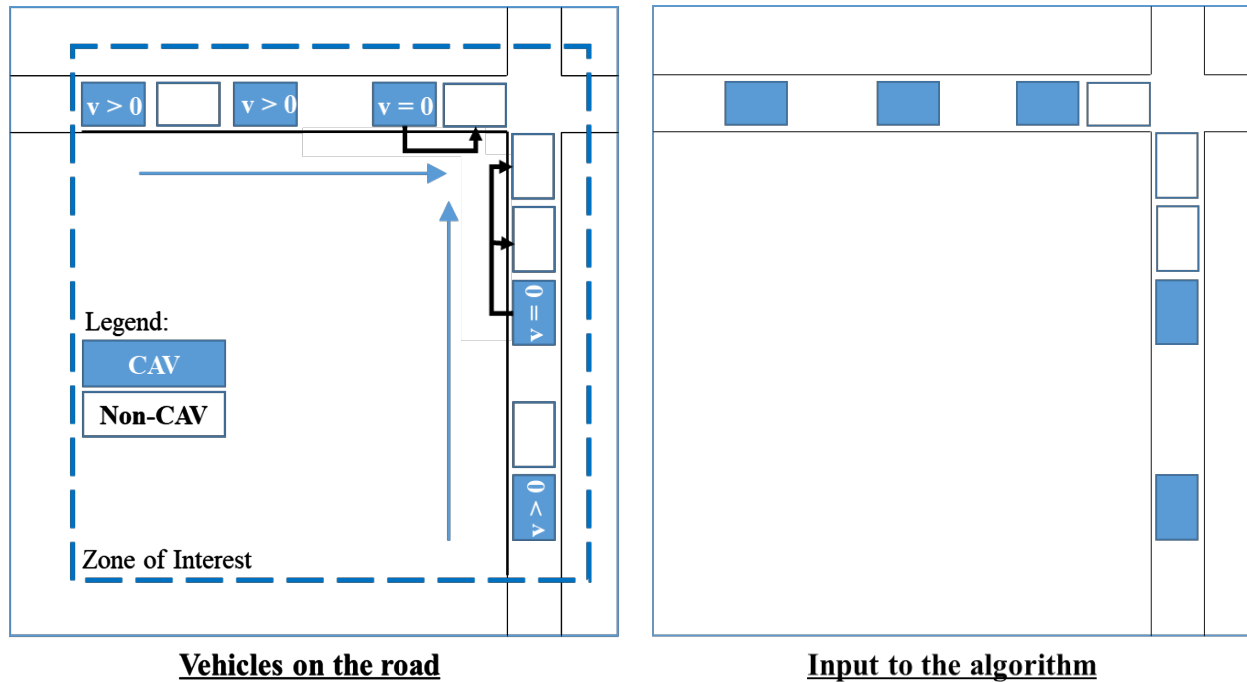 v > 0
v > 0
v = 0
v = 0
Legend:
CAV
Non-CAV
v > 0
Zone of Interest
Vehicles on the road
Input to the algorithm